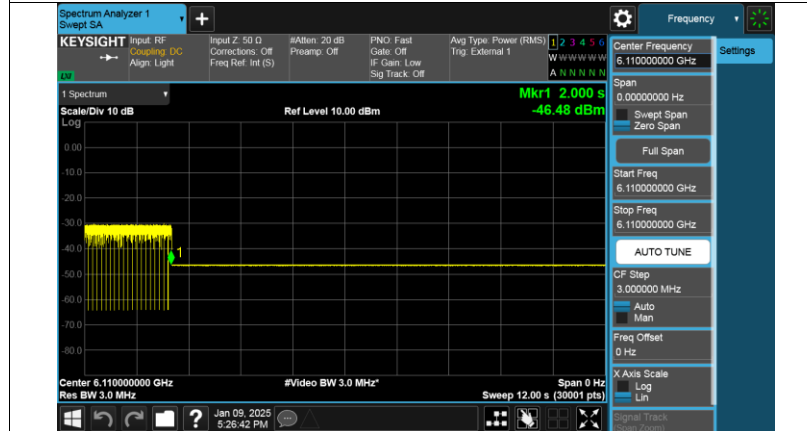 Spectrum Analyzer 1
Swept SA
+
Frequency
KEYSIGHT
Input: RF
Coupling: DC
Align: Light
Input Z: 50 Ω
Corrections: Off
Freq Ref: Int (S)
#Atten: 20 dB
Preamp: Off
PNO: Fast
Gate: Off
IF Gain: Low
Sig Track: Off
Avg Type: Power (RMS)
Trig: External 1
1 2 3 4 5 6
W W W W W W
A N N N N N
LU
1 Spectrum
Mkr1 2.000 s
-46.48 dBm
Scale/Div 10 dB
Ref Level 10.00 dBm
Log
0.00
-10.0
-20.0
-30.0
-40.0
-50.0
-60.0
-70.0
-80.0
1
Center 6.110000000 GHz
Res BW 3.0 MHz
#Video BW 3.0 MHz*
Span 0 Hz
Sweep 12.00 s (30001 pts)
Center Frequency
6.110000000 GHz
Span
0.00000000 Hz
Swept Span
Zero Span
Full Span
Start Freq
6.110000000 GHz
Stop Freq
6.110000000 GHz
AUTO TUNE
CF Step
3.000000 MHz
Auto
Man
Freq Offset
0 Hz
X Axis Scale
Log
Lin
Signal Track
(Span Zoom)
Settings
?
Jan 09, 2025
5:26:42 PM